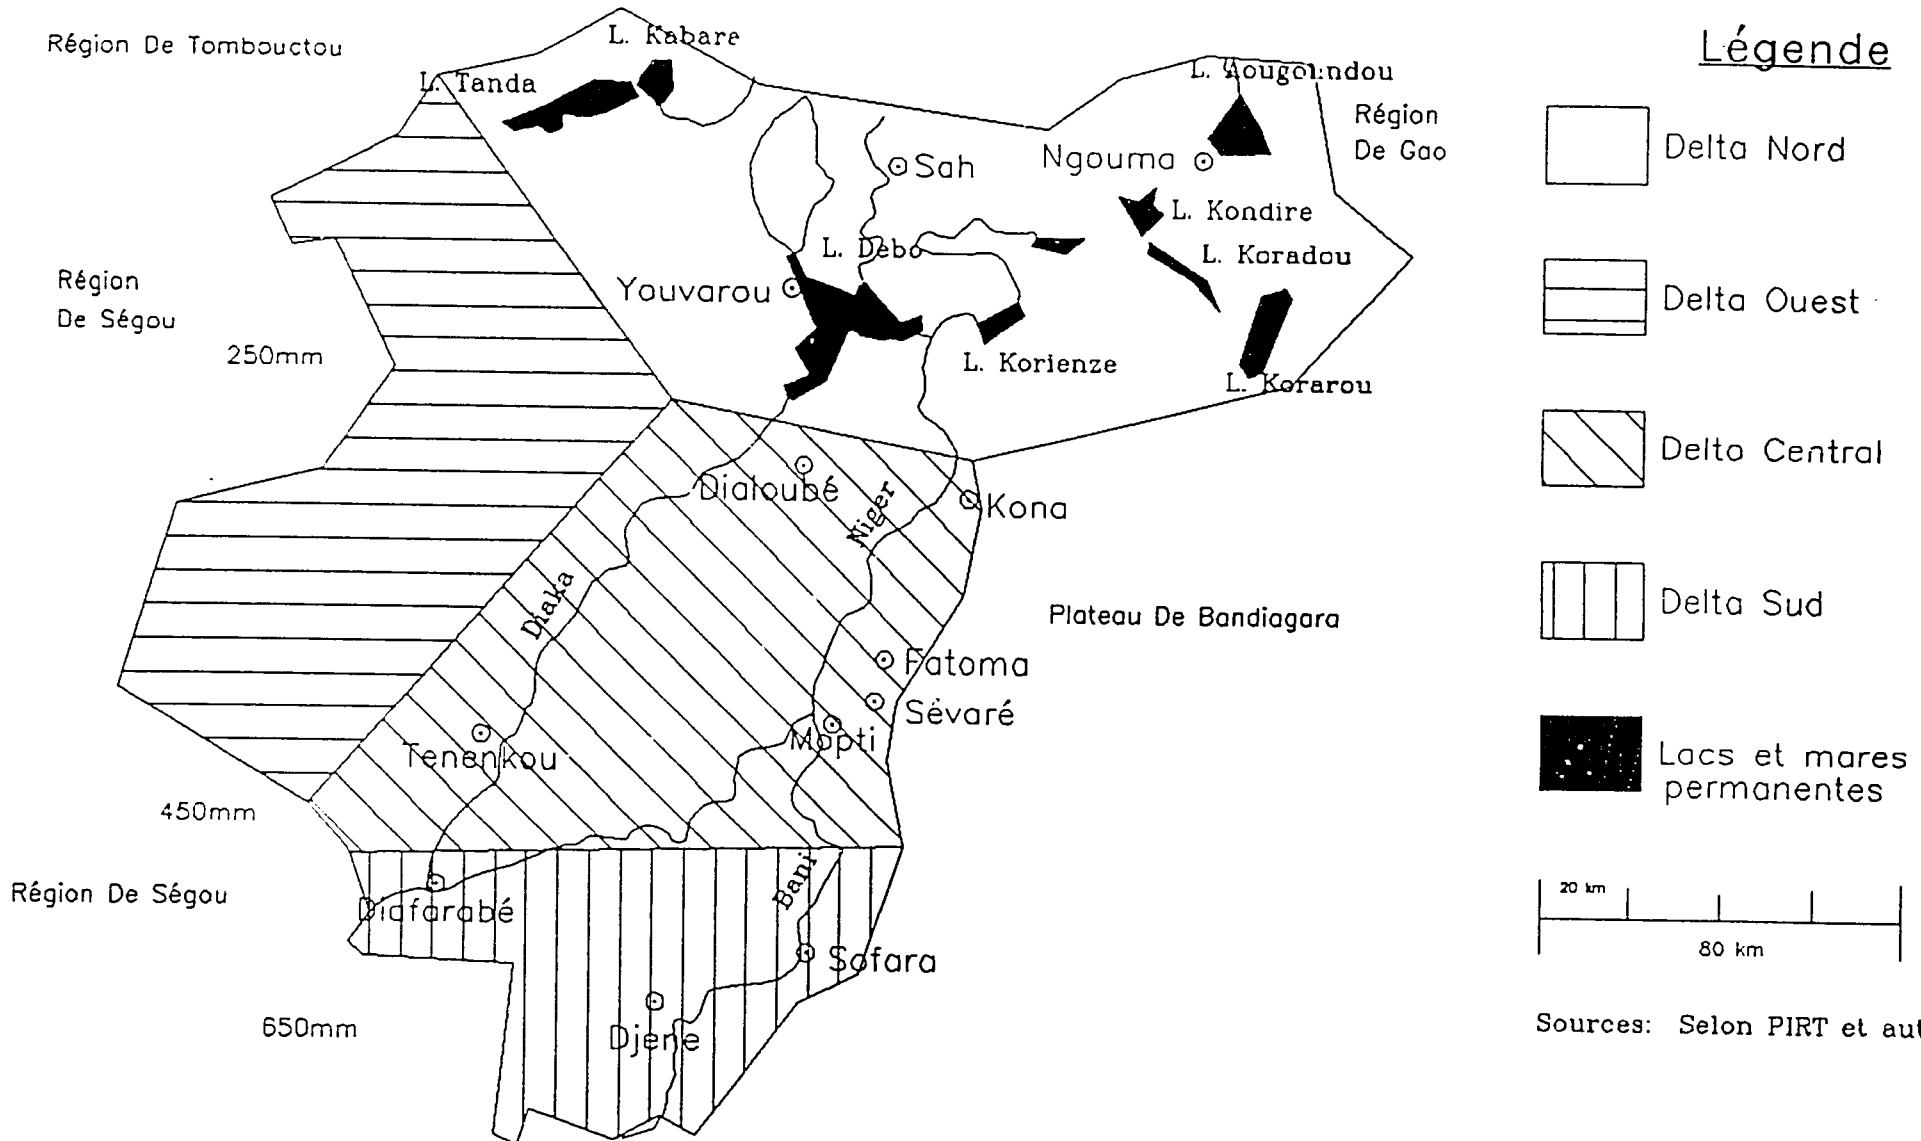 Région De Tombouctou
L. Kabare
L. Tanda
Région
De Gao
Ngouma
Sah
L. Kondire
L. Debo
L. Koradou
Youvarou
Région
De Ségou
250mm
L. Korienze
L. Korarou
Dialoubé
Niger
Kona
Diaka
Plateau De Bandiagara
Fatoma
Sévaré
Mopti
Tenenkou
450mm
Région De Ségou
Diafarabé
Bani
Sofara
650mm
Djene
Légende
Delta Nord
Delta Ouest
Delta Central
Delta Sud
Lacs et mares
permanentes
20 km
80 km
Sources: Selon PIRT et aut